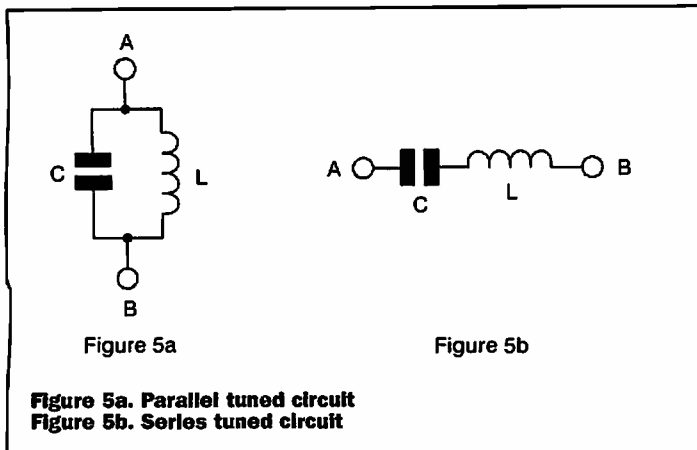 A
C
L
B
A
C
L
B
Figure 5a
Figure 5b
Figure 5a. Parallel tuned circuit
Figure 5b. Series tuned circuit